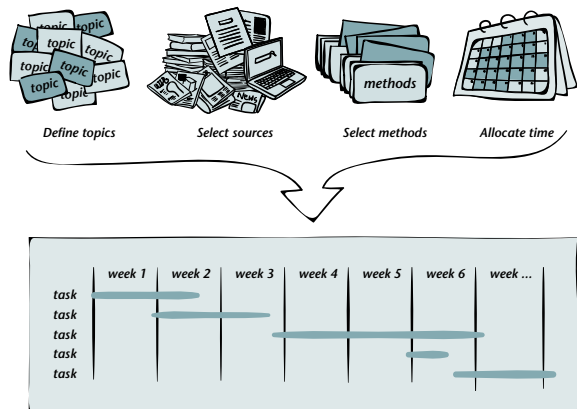 topic
topic
topic
topic
topic
topic
topic
topic
topic
News
methods
Define topics
Select sources
Select methods
Allocate time
week 1 week 2 week 3 week 4 week 5 week 6 week ...
task
task
task
task
task